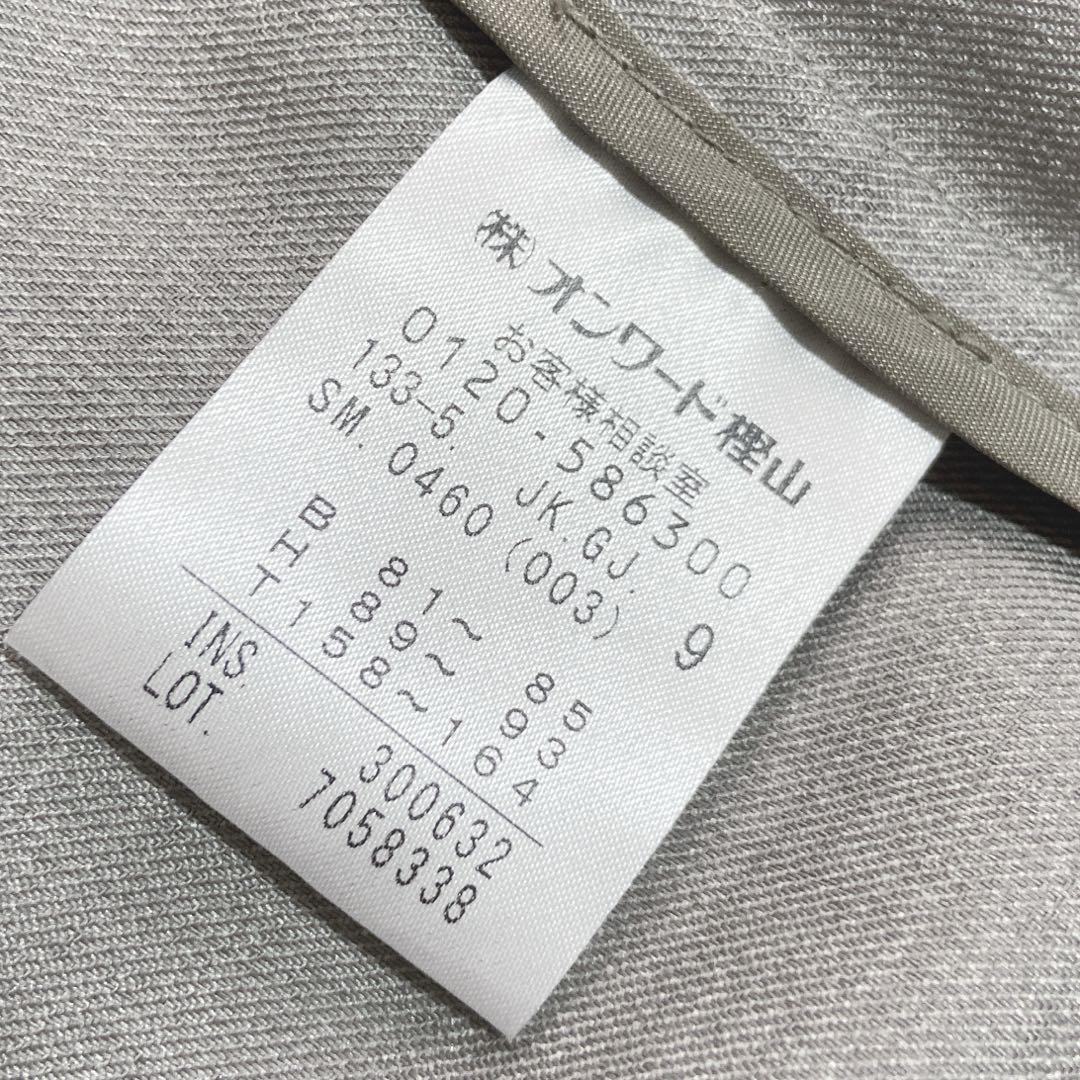 (株)オンワード樫山
お客様相談室
0120-586300
133-5. JK.GJ.
SM. 0460 (003) 9
B 81~ 85
H 89~ 93
T158~164
INS. 300632
LOT. 7058338